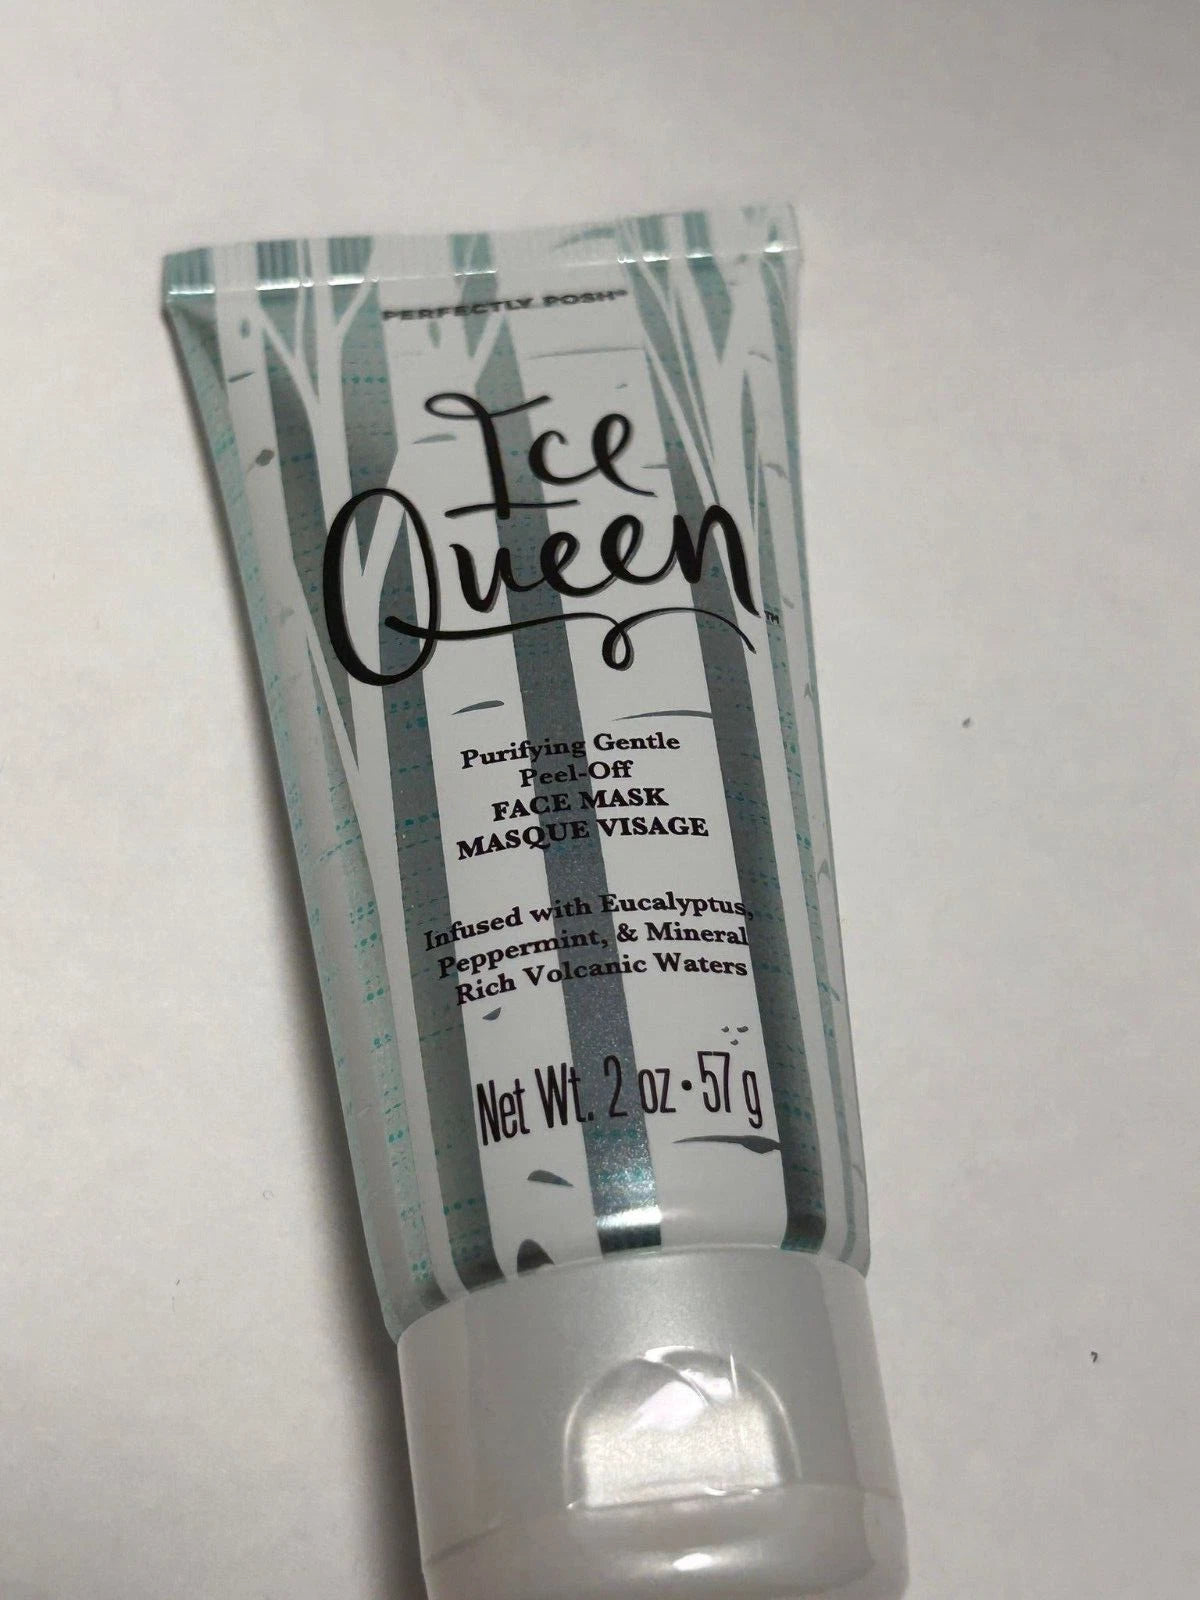 PERFECTLY POSH®
Ice
Queen™
Purifying Gentle
Peel-Off
FACE MASK
MASQUE VISAGE
Infused with Eucalyptus,
Peppermint, & Mineral
Rich Volcanic Waters
Net Wt. 2 oz • 57 g